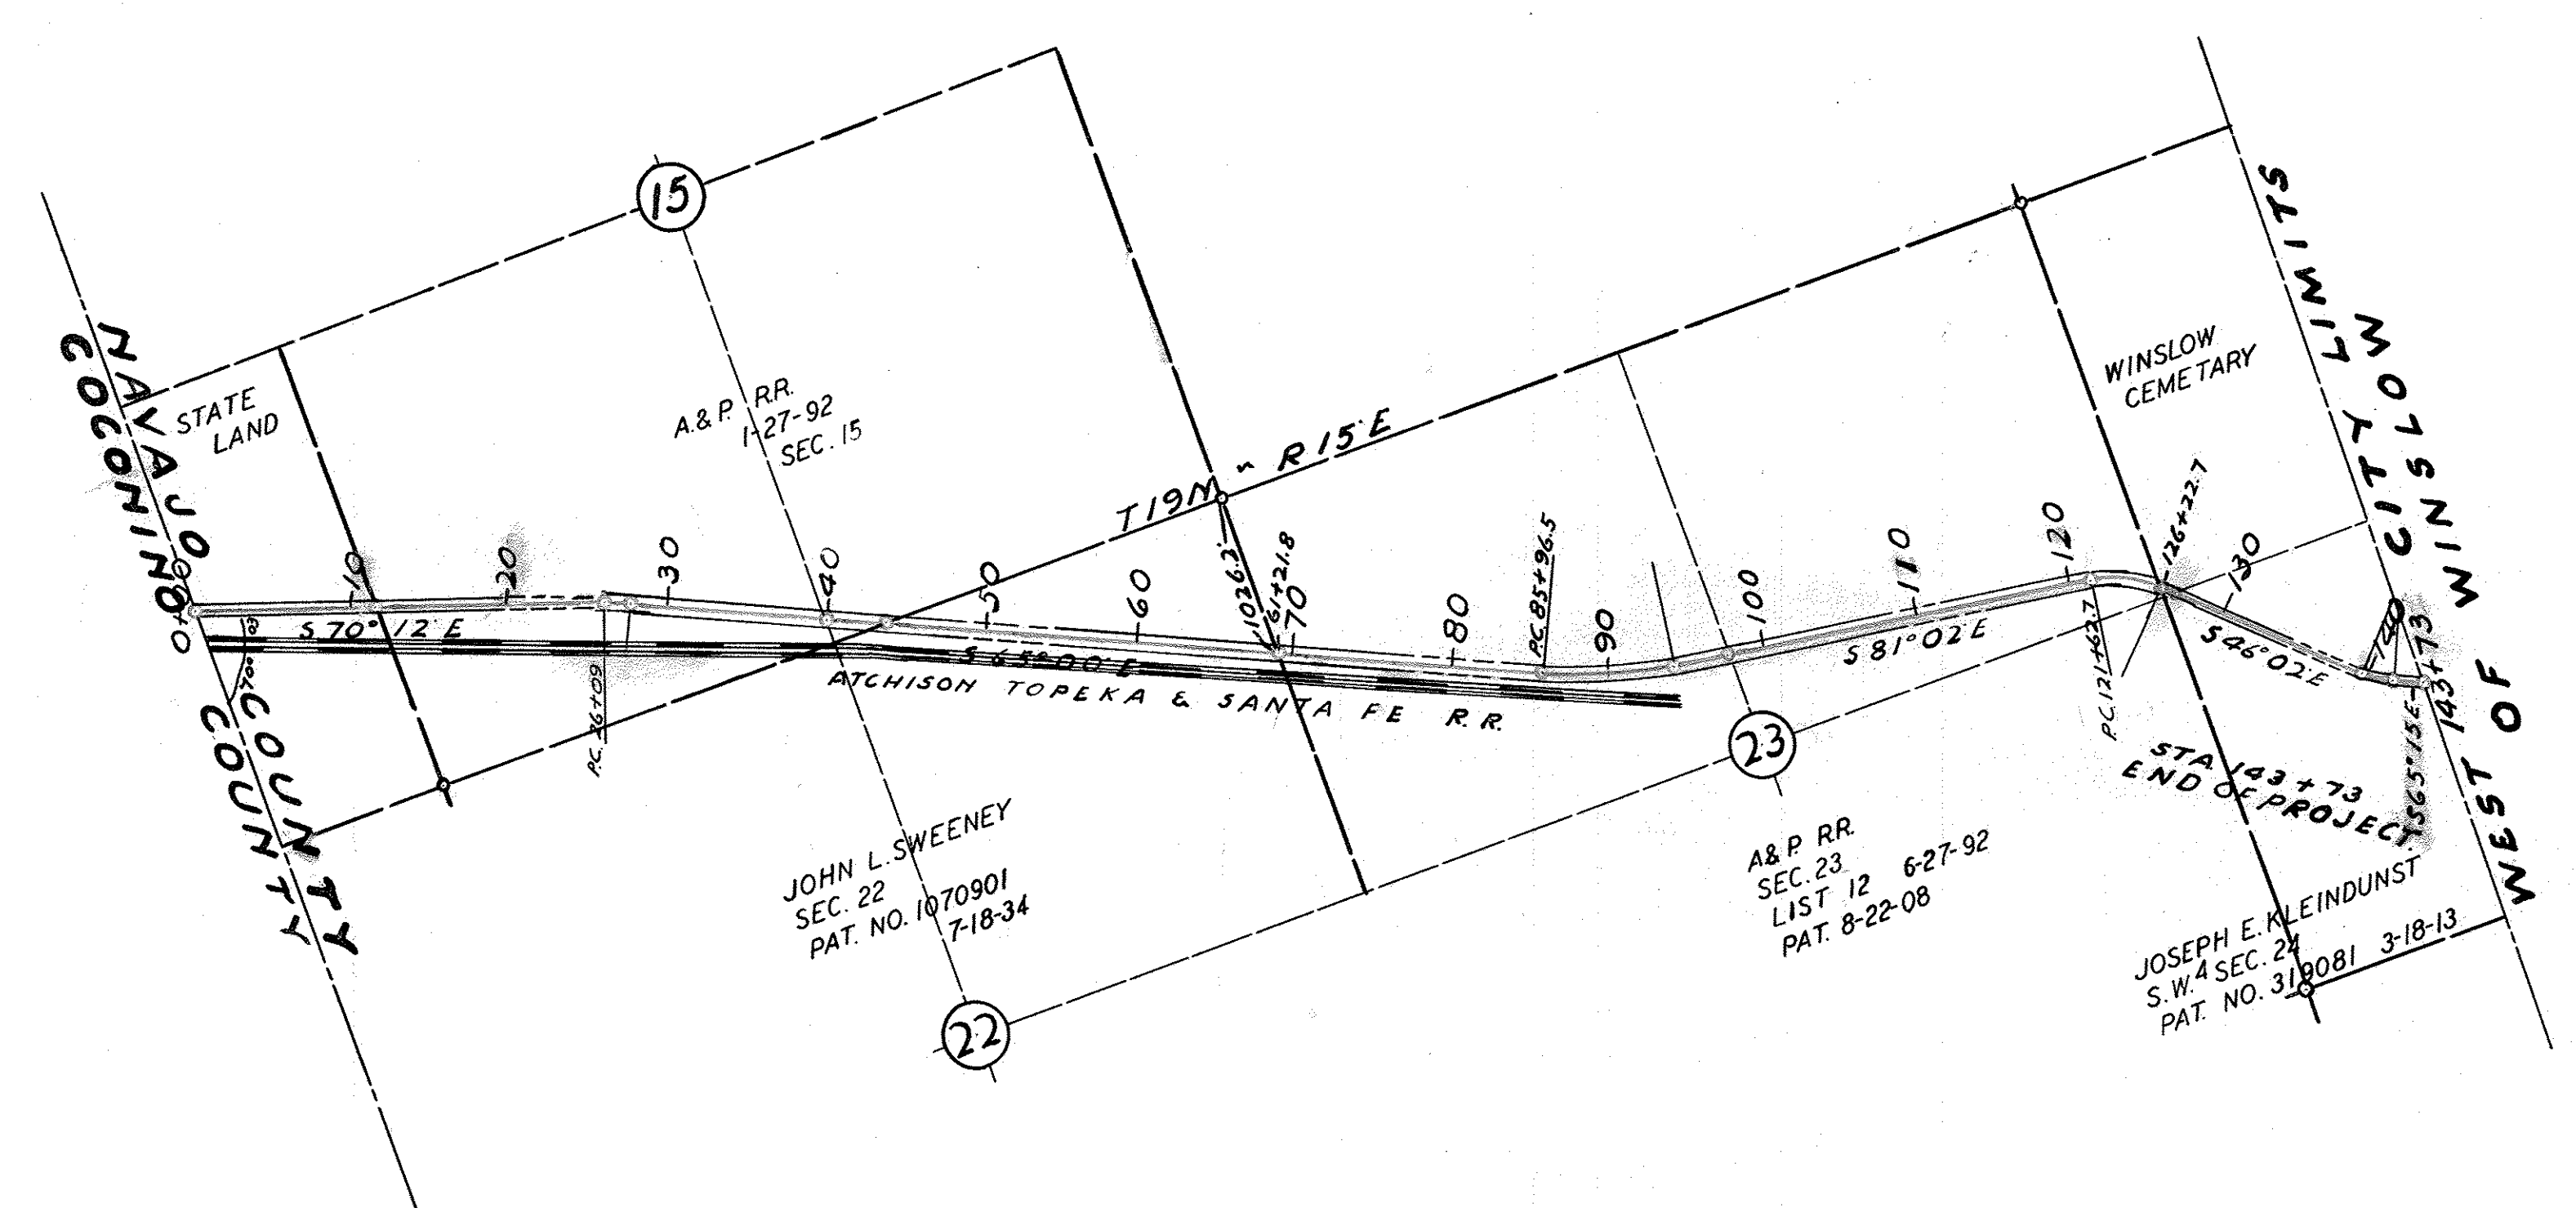 NAVAJO COUNTY
COCONINO COUNTY
15
STATE
LAND
A. & P. R.R.
1-27-92
SEC. 15
T19N
R15E
WINSLOW
CEMETARY
CITY LIMITS
WEST OF WINSLOW
0+00
10
20
30
40
50
60
1026.2'
61+21.8
70
80
P.C. 85+96.5
90
100
110
120
126+22.7
130
140
143+73
S 70° 12' E
P.C. 26+09
S 65° 00' E
ATCHISON TOPEKA & SANTA FE R.R.
S 81° 02' E
P.C. 121+62.7
S 46° 02' E
S 56.5° 15' E
STA. 143+73
END OF PROJECT
23
22
JOHN L. SWEENEY
SEC. 22
PAT. NO. 1070901
7-18-34
A & P. R.R.
SEC. 23
LIST 12 6-27-92
PAT. 8-22-08
JOSEPH E. KLEINDUNST
S.W. 4 SEC. 24
PAT. NO. 319081 3-18-13